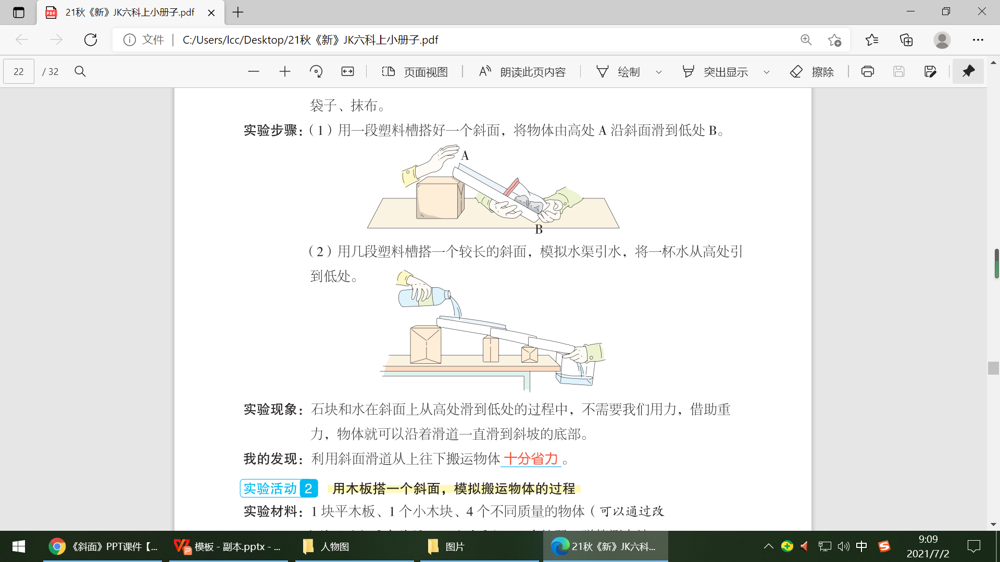 21秋《新》JK六科上小册子.pdf
文件 C:/Users/lcc/Desktop/21秋《新》JK六科上小册子.pdf
22 / 32 页面视图 朗读此页内容 绘制 突出显示 擦除
袋子、抹布。
实验步骤：（1）用一段塑料槽搭好一个斜面，将物体由高处 A 沿斜面滑到低处 B。
A
B
（2）用几段塑料槽搭一个较长的斜面，模拟水渠引水，将一杯水从高处引
到低处。
实验现象：石块和水在斜面上从高处滑到低处的过程中，不需要我们用力，借助重
力，物体就可以沿着滑道一直滑到斜坡的底部。
我的发现：利用斜面滑道从上往下搬运物体十分省力。
实验活动 2 用木板搭一个斜面，模拟搬运物体的过程
实验材料：1 块平木板、1 个小木块、4 个不同质量的物体（可以通过改
《斜面》PPT课件【... 模板 - 副本.pptx - ... 人物图 图片 21秋《新》JK六科... 中 9:09
2021/7/2